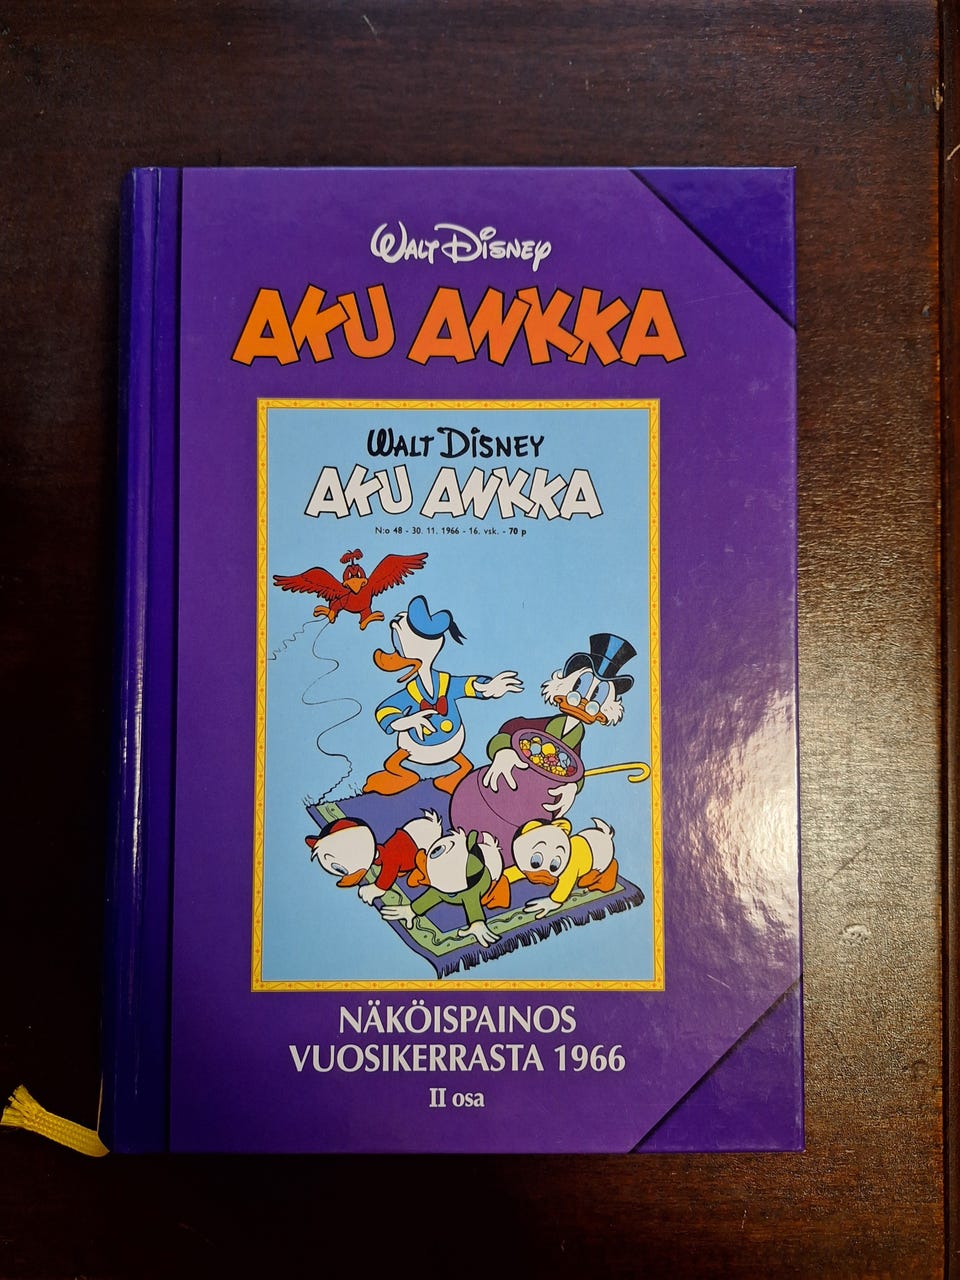 WALT DISNEY
AKU ANKKA
WALT DISNEY
AKU ANKKA
N:o 48 - 30. 11. 1966 - 16. vsk. - 70 p
NÄKÖISPAINOS
VUOSIKERRASTA 1966
II osa